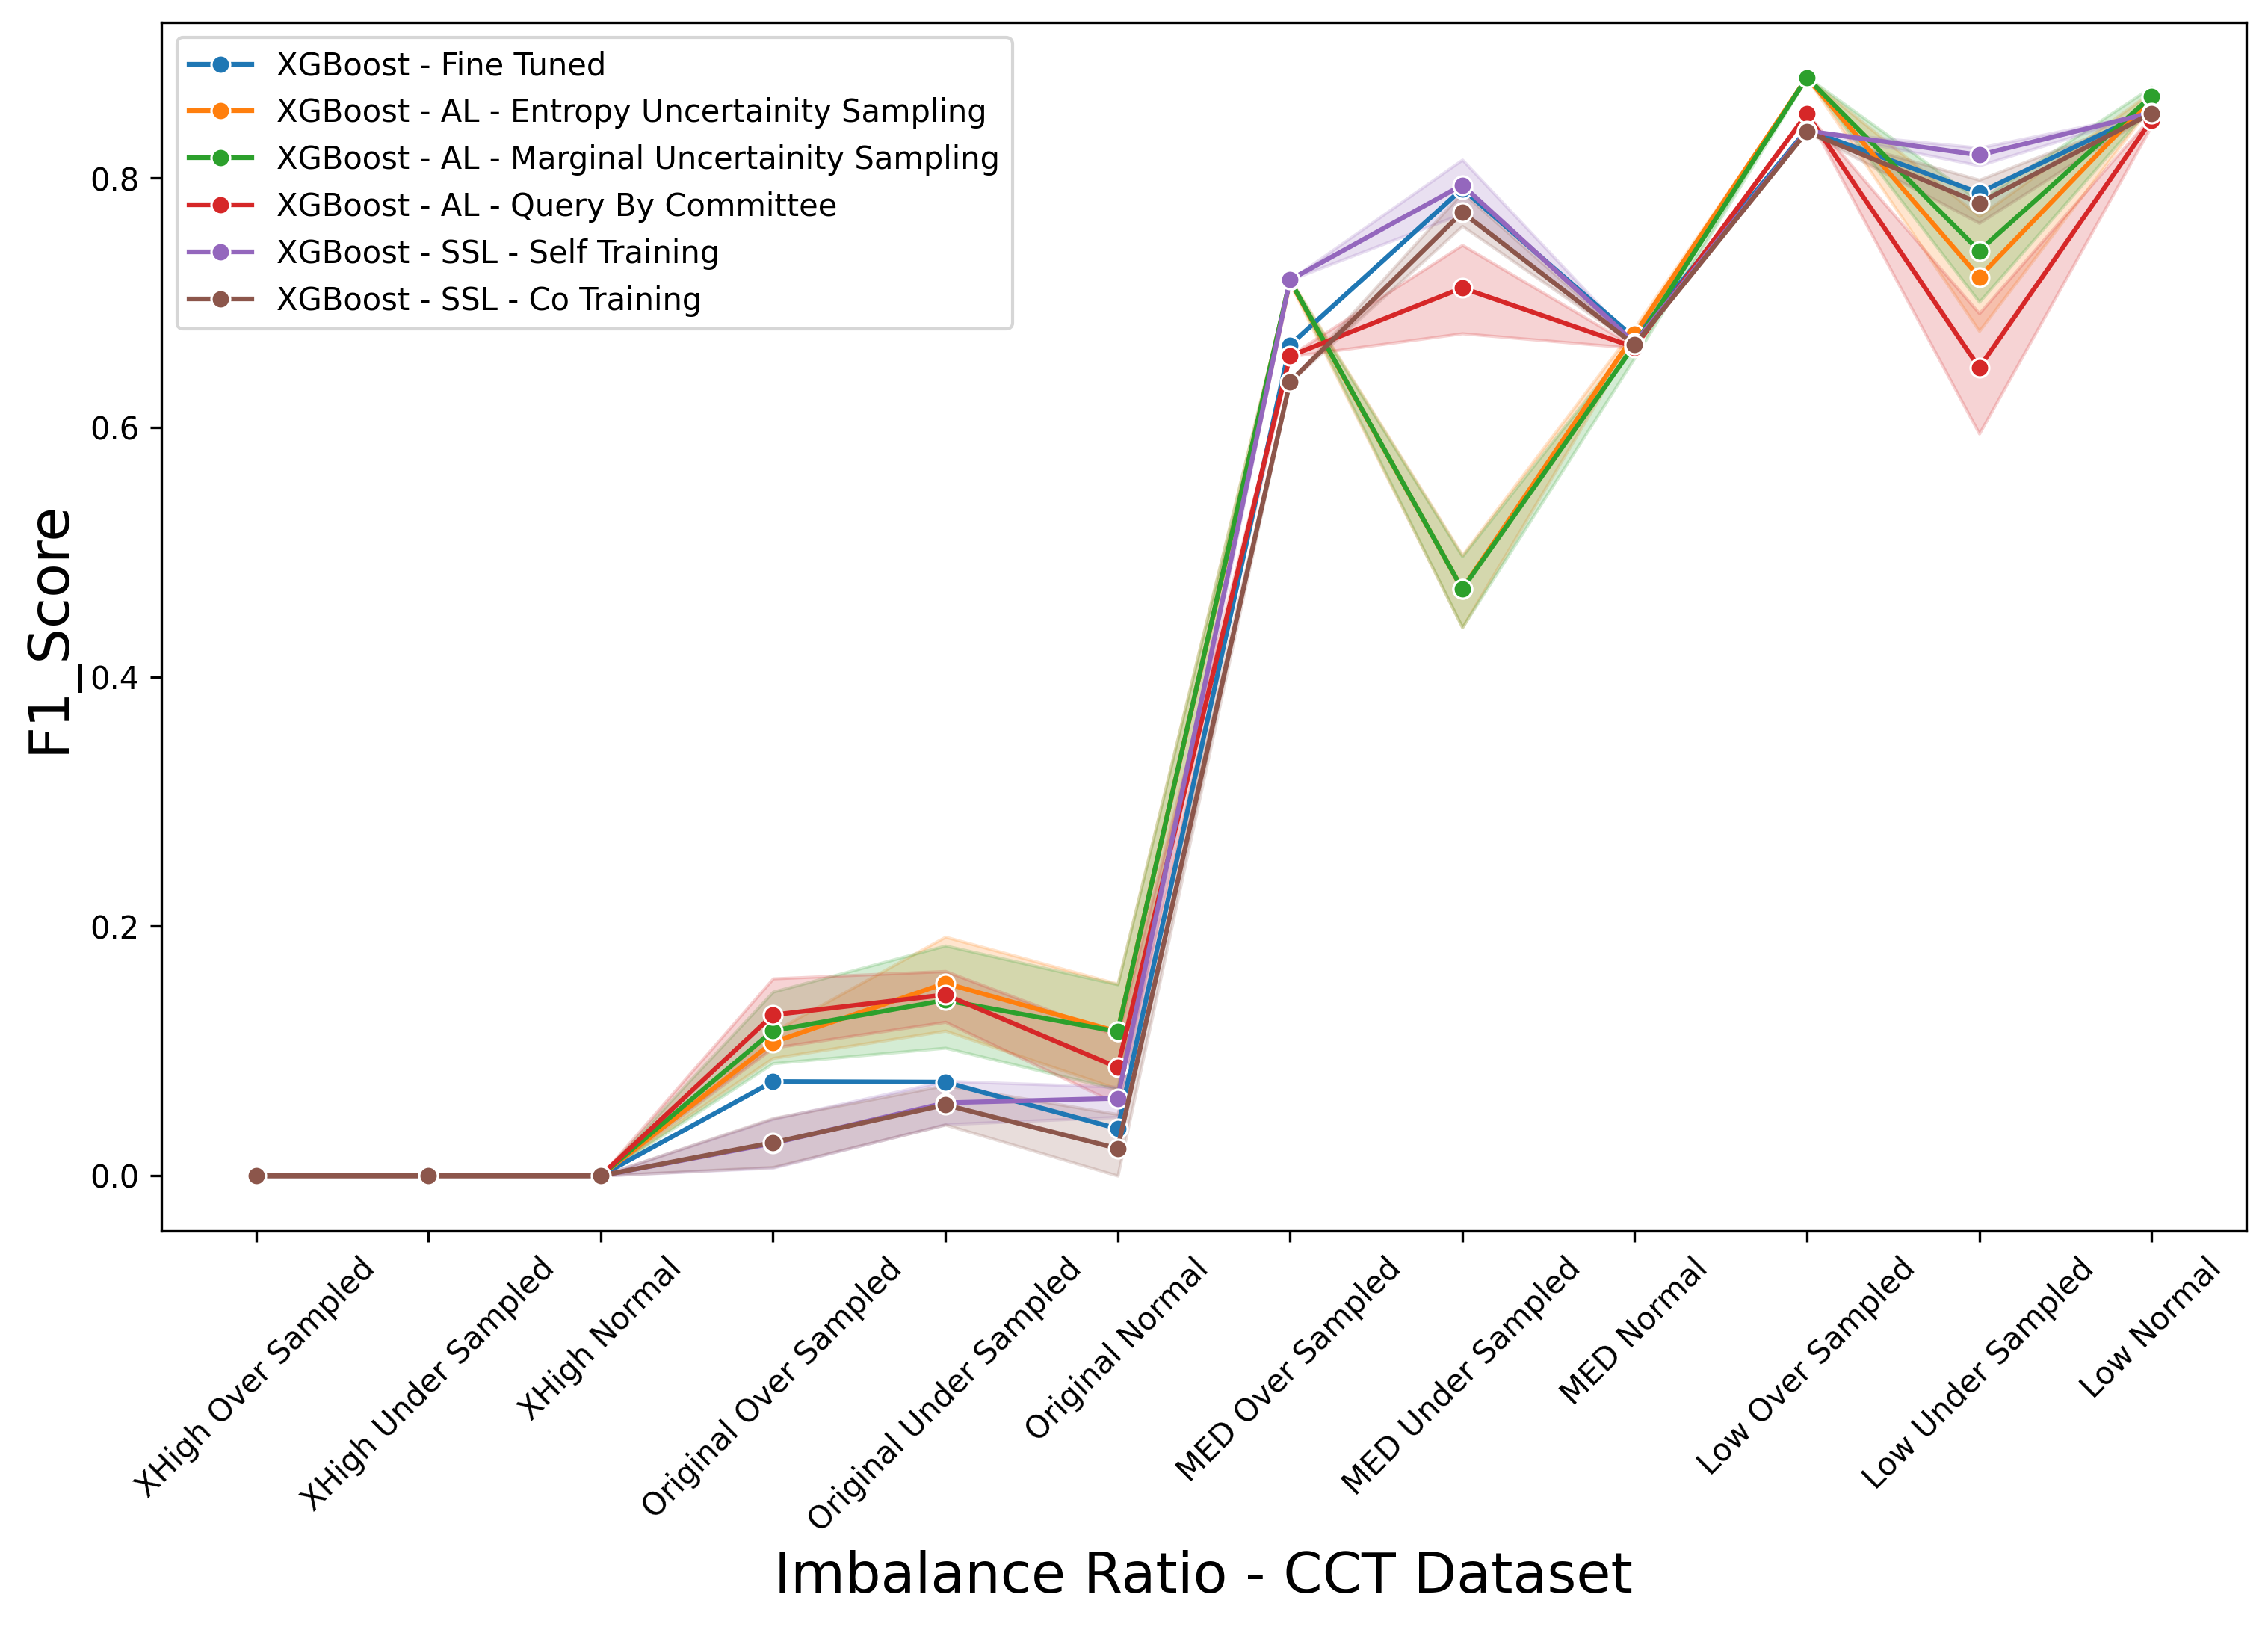 XGBoost - Fine Tuned
XGBoost - AL - Entropy Uncertainity Sampling
XGBoost - AL - Marginal Uncertainity Sampling
XGBoost - AL - Query By Committee
XGBoost - SSL - Self Training
XGBoost - SSL - Co Training
F1_Score
0.8
0.6
0.4
0.2
0.0
XHigh Over Sampled
XHigh Under Sampled
XHigh Normal
Original Over Sampled
Original Under Sampled
Original Normal
MED Over Sampled
MED Under Sampled
MED Normal
Low Over Sampled
Low Under Sampled
Low Normal
Imbalance Ratio - CCT Dataset